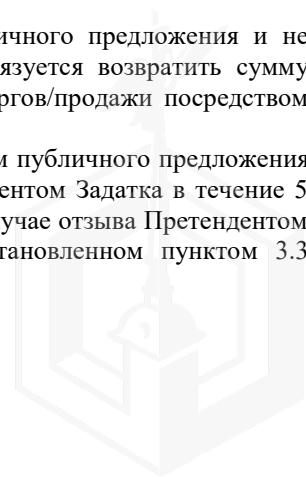 ичного предложения и не
язуется возвратить сумму
ргов/продажи посредством
м публичного предложения
ентом Задатка в течение 5
учае отзыва Претендентом
тановленном пунктом 3.3